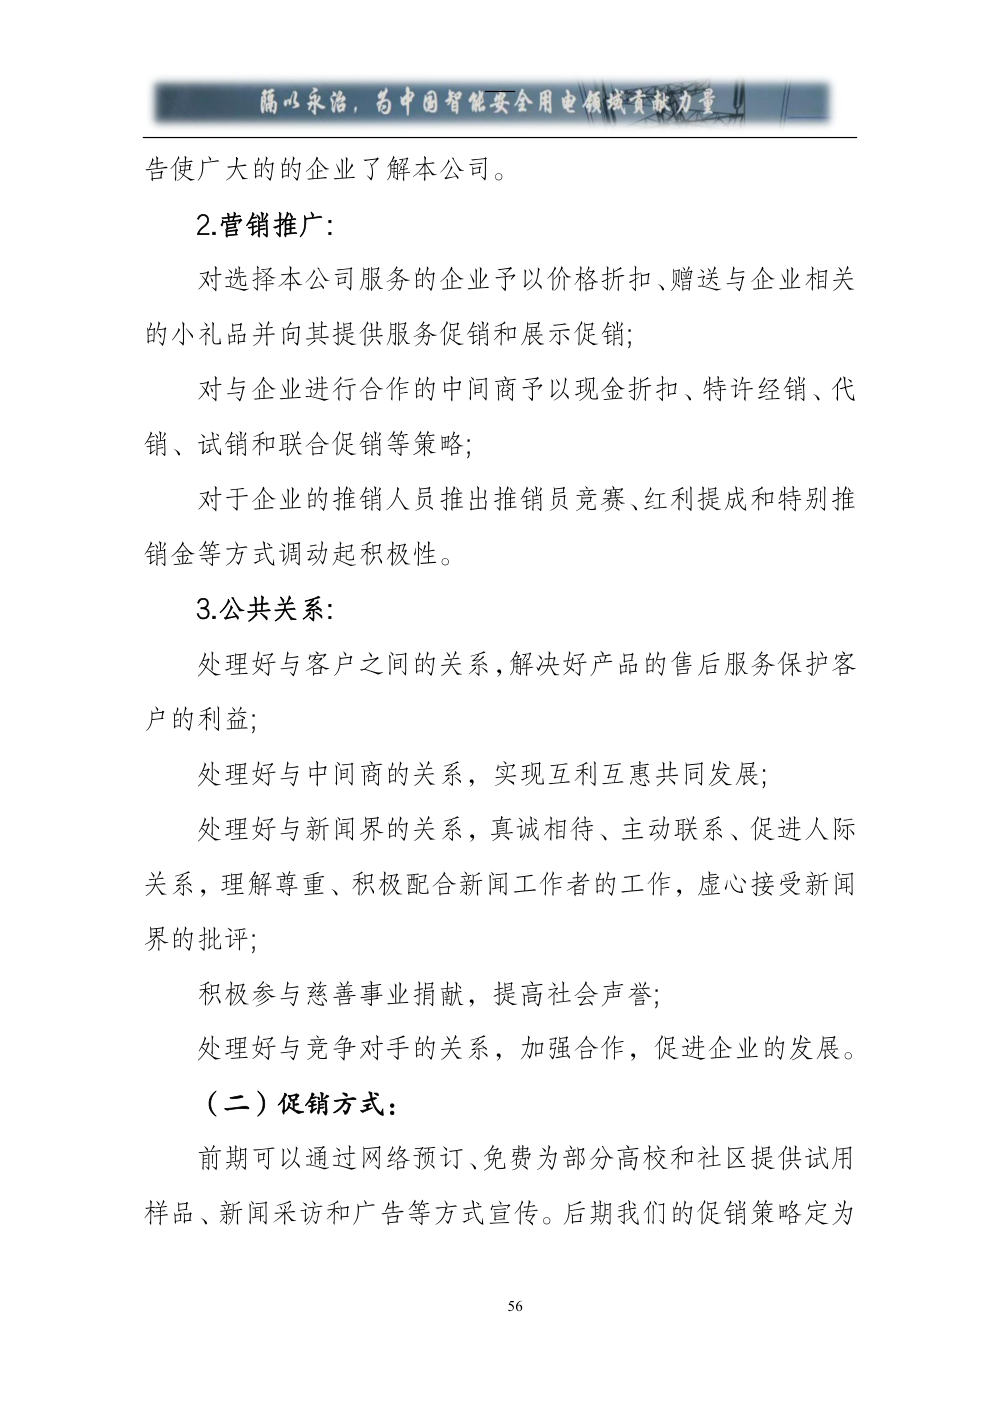 隔以永治，为中国智能安全用电领域贡献力量
告使广大的的企业了解本公司。
2.营销推广:
对选择本公司服务的企业予以价格折扣、赠送与企业相关
的小礼品并向其提供服务促销和展示促销;
对与企业进行合作的中间商予以现金折扣、特许经销、代
销、试销和联合促销等策略;
对于企业的推销人员推出推销员竞赛、红利提成和特别推
销金等方式调动起积极性。
3.公共关系:
处理好与客户之间的关系,解决好产品的售后服务保护客
户的利益;
处理好与中间商的关系，实现互利互惠共同发展;
处理好与新闻界的关系，真诚相待、主动联系、促进人际
关系，理解尊重、积极配合新闻工作者的工作，虚心接受新闻
界的批评;
积极参与慈善事业捐献，提高社会声誉;
处理好与竞争对手的关系，加强合作，促进企业的发展。
（二）促销方式：
前期可以通过网络预订、免费为部分高校和社区提供试用
样品、新闻采访和广告等方式宣传。后期我们的促销策略定为
56